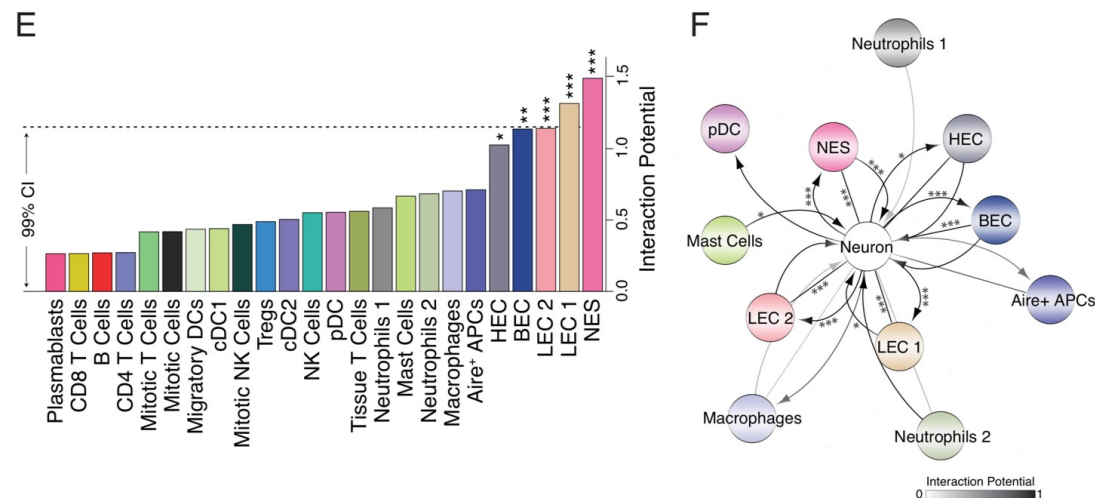 E
99% CI
Plasmablasts
CD8 T Cells
B Cells
CD4 T Cells
Mitotic T Cells
Mitotic Cells
Migratory DCs
cDC1
Mitotic NK Cells
Tregs
cDC2
NK Cells
pDC
Tissue T Cells
Neutrophils 1
Mast Cells
Neutrophils 2
Macrophages
Aire⁺ APCs
HEC
BEC
LEC 2
LEC 1
NES
*
**
***
***
***
0.0
0.5
1.0
1.5
Interaction Potential
F
Neutrophils 1
pDC
NES
HEC
*
***
***
***
***
Mast Cells
*
BEC
***
Neuron
Aire+ APCs
LEC 2
***
***
***
***
*
LEC 1
Macrophages
Neutrophils 2
Interaction Potential
0 1